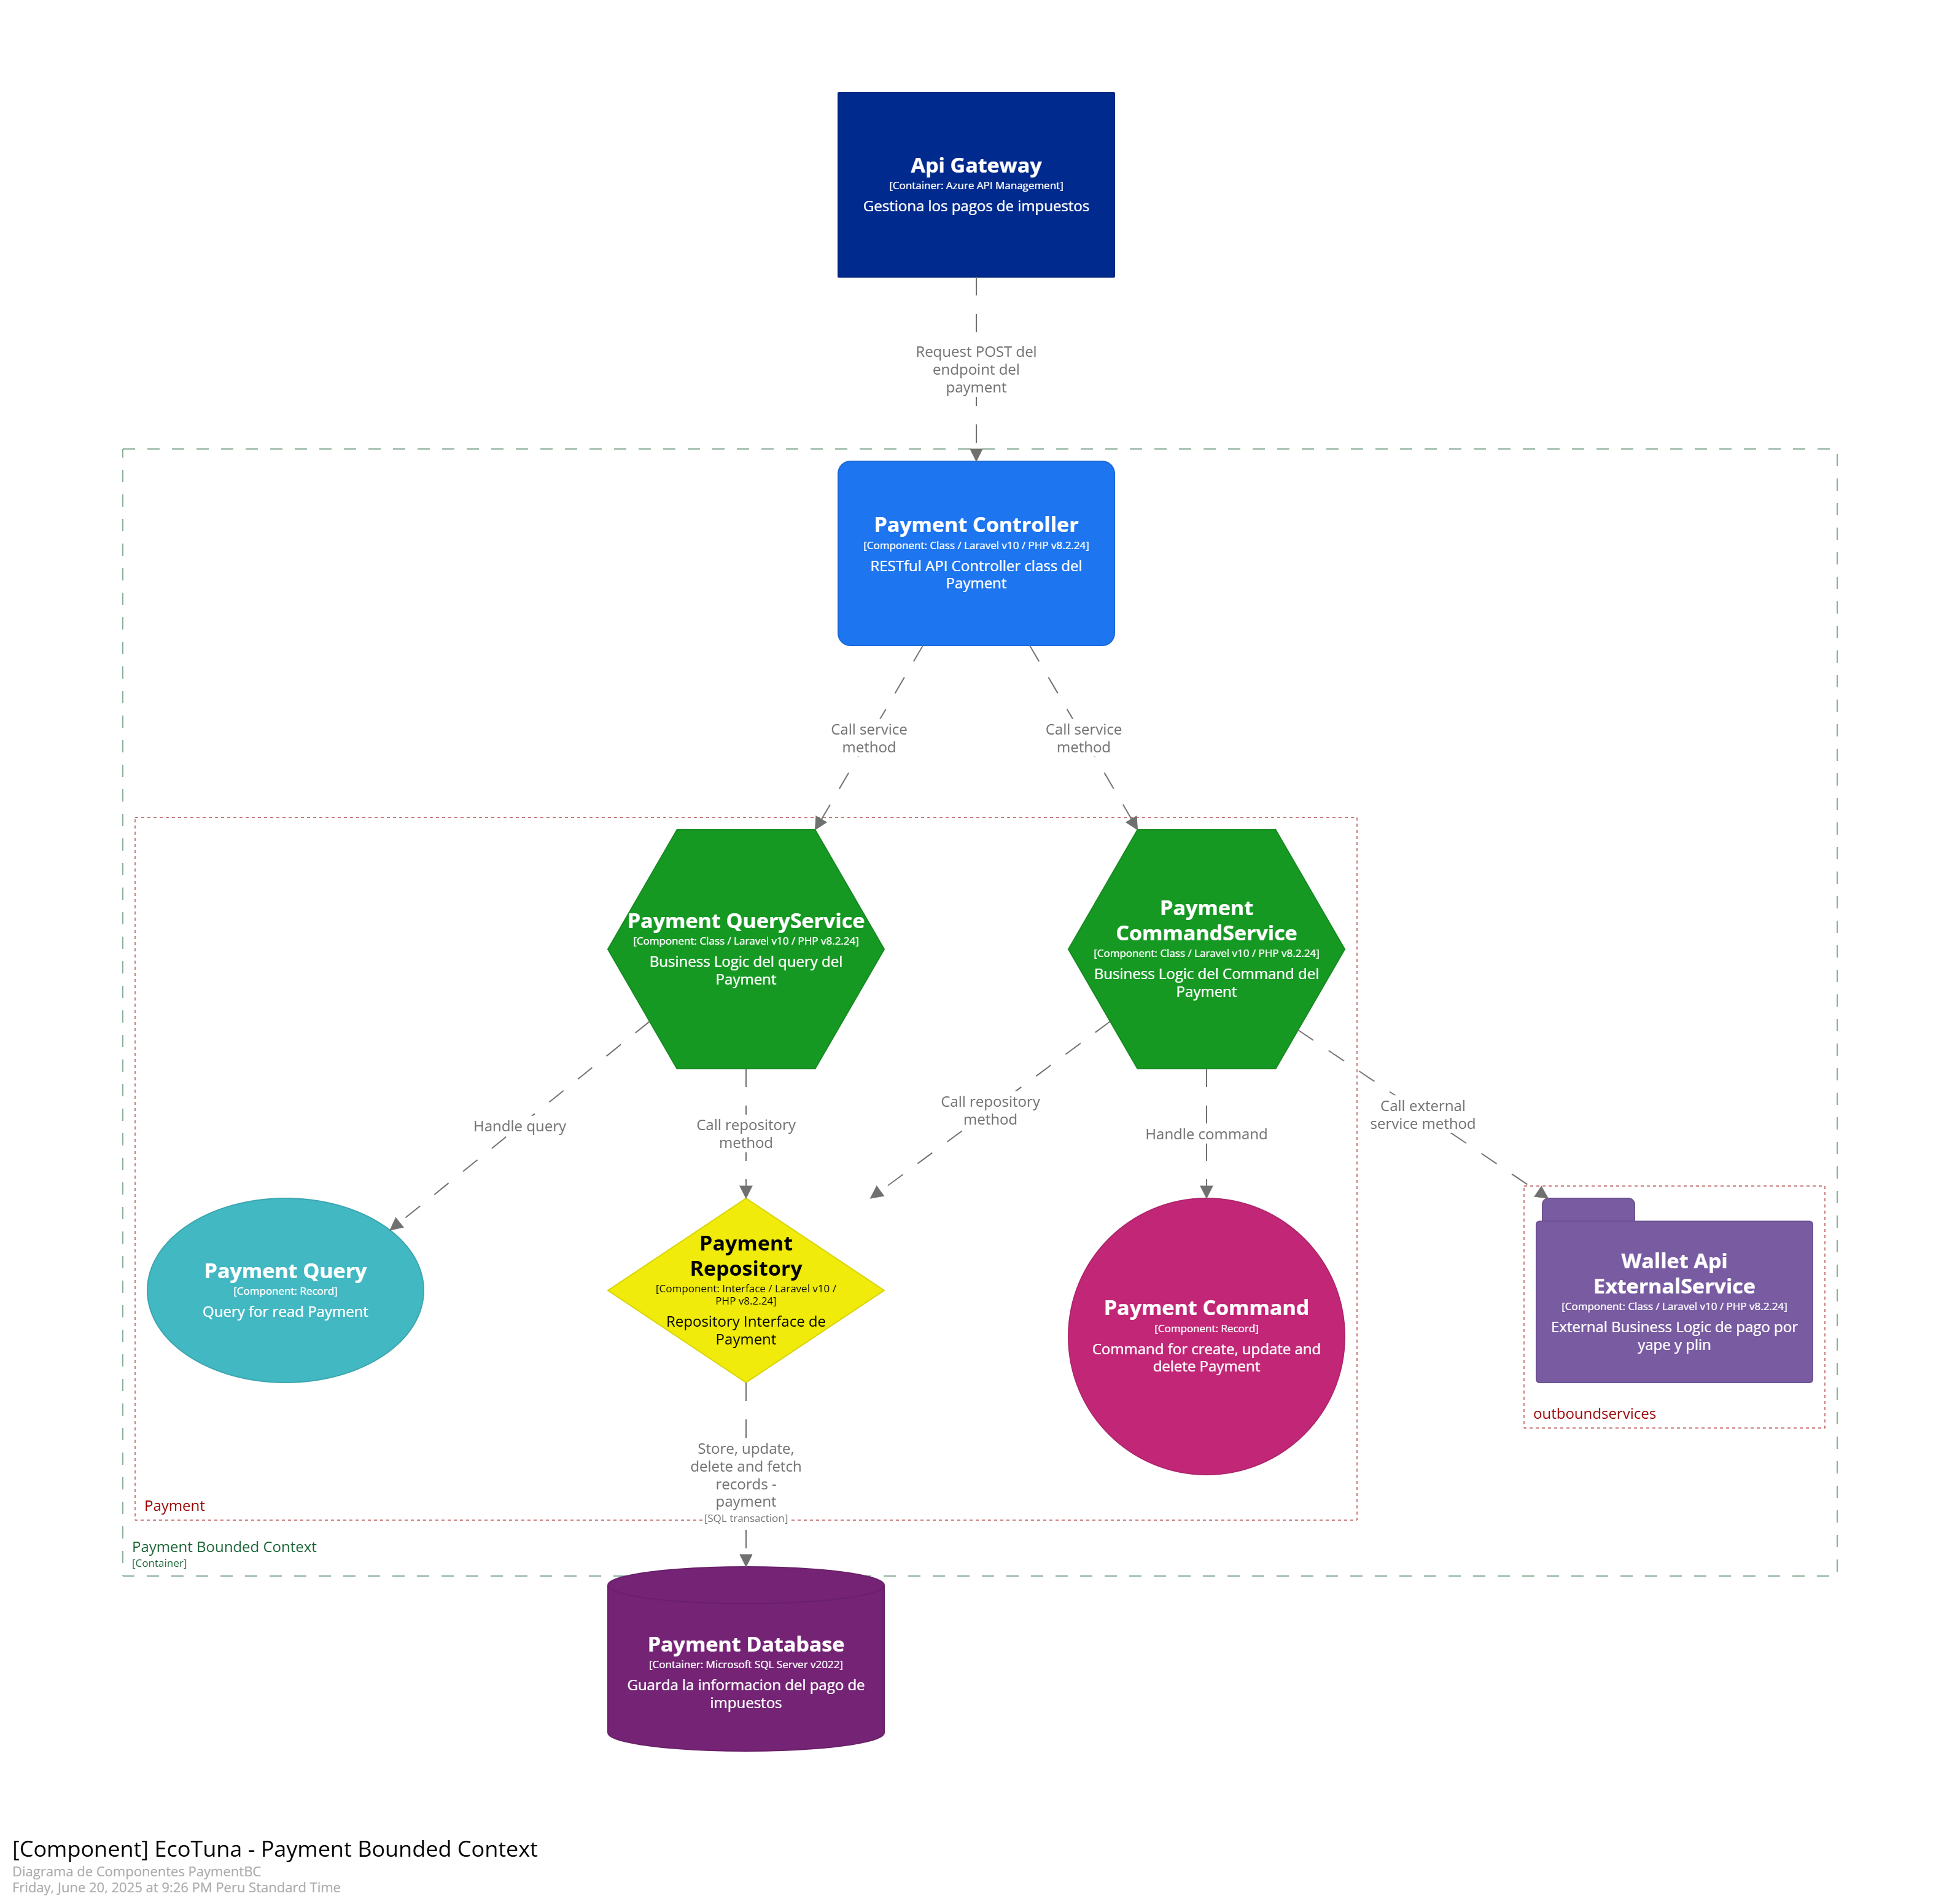 Api Gateway
[Container: Azure API Management]
Gestiona los pagos de impuestos
Request POST del
endpoint del
payment
Payment Controller
[Component: Class / Laravel v10 / PHP v8.2.24]
RESTful API Controller class del
Payment
Call service
method
Call service
method
Payment QueryService
[Component: Class / Laravel v10 / PHP v8.2.24]
Business Logic del query del
Payment
Payment
CommandService
[Component: Class / Laravel v10 / PHP v8.2.24]
Business Logic del Command del
Payment
Handle query
Call repository
method
Call repository
method
Handle command
Call external
service method
Payment Query
[Component: Record]
Query for read Payment
Payment
Repository
[Component: Interface / Laravel v10 /
PHP v8.2.24]
Repository Interface de
Payment
Payment Command
[Component: Record]
Command for create, update and
delete Payment
Wallet Api
ExternalService
[Component: Class / Laravel v10 / PHP v8.2.24]
External Business Logic de pago por
yape y plin
outboundservices
Store, update,
delete and fetch
records -
payment
[SQL transaction]
Payment
Payment Bounded Context
[Container]
Payment Database
[Container: Microsoft SQL Server v2022]
Guarda la informacion del pago de
impuestos
[Component] EcoTuna - Payment Bounded Context
Diagrama de Componentes PaymentBC
Friday, June 20, 2025 at 9:26 PM Peru Standard Time